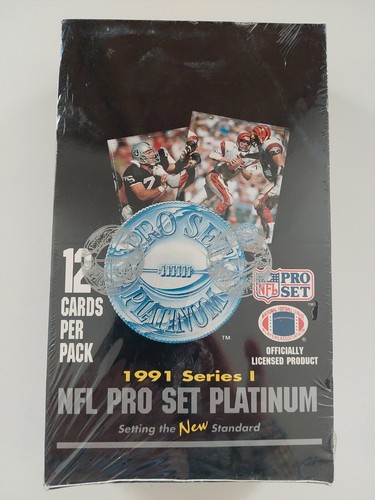 PRO SET
PLATINUM
TM
12
CARDS
PER
PACK
NFL
PRO
SET
OFFICIALLY
LICENSED PRODUCT
1991 Series I
NFL PRO SET PLATINUM
Setting the New Standard